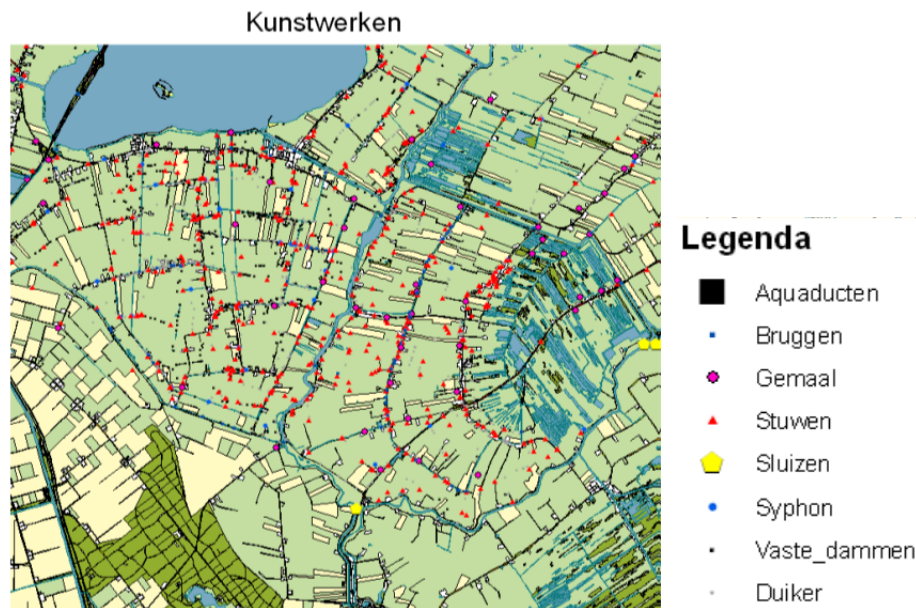 Kunstwerken
Legenda
Aquaducten
Bruggen
Gemaal
Stuwen
Sluizen
Syphon
Vaste_dammen
Duiker